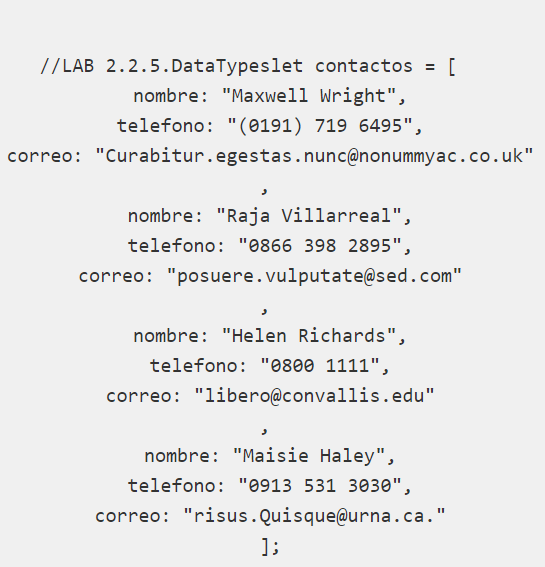 //LAB 2.2.5.DataTypeslet contactos = [
nombre: "Maxwell Wright",
telefono: "(0191) 719 6495",
correo: "Curabitur.egestas.nunc@nonummyac.co.uk"
,
nombre: "Raja Villarreal",
telefono: "0866 398 2895",
correo: "posuere.vulputate@sed.com"
,
nombre: "Helen Richards",
telefono: "0800 1111",
correo: "libero@convallis.edu"
,
nombre: "Maisie Haley",
telefono: "0913 531 3030",
correo: "risus.Quisque@urna.ca."
];